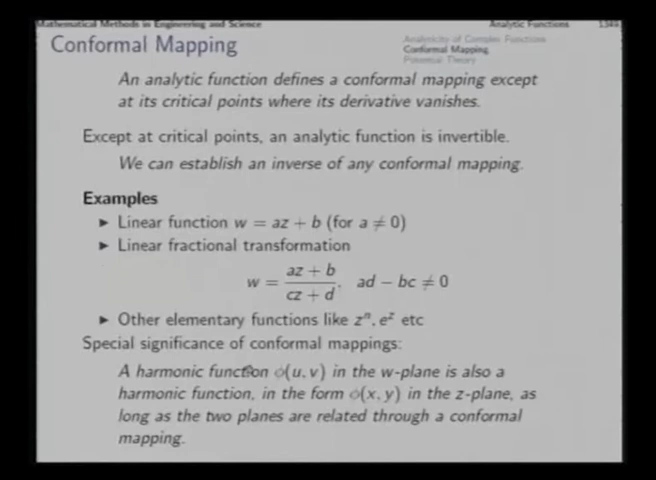 Mathematical Methods in Engineering and Science
Analytic Functions
Analyticity of Complex Functions
Conformal Mapping
Potential Theory
Conformal Mapping
An analytic function defines a conformal mapping except
at its critical points where its derivative vanishes.
Except at critical points, an analytic function is invertible.
We can establish an inverse of any conformal mapping.
Examples
► Linear function w = az + b (for a ≠ 0)
► Linear fractional transformation
w = (az + b)/(cz + d), ad − bc ≠ 0
► Other elementary functions like zⁿ, eᶻ etc
Special significance of conformal mappings:
A harmonic function φ(u, v) in the w-plane is also a
harmonic function, in the form φ(x, y) in the z-plane, as
long as the two planes are related through a conformal
mapping.